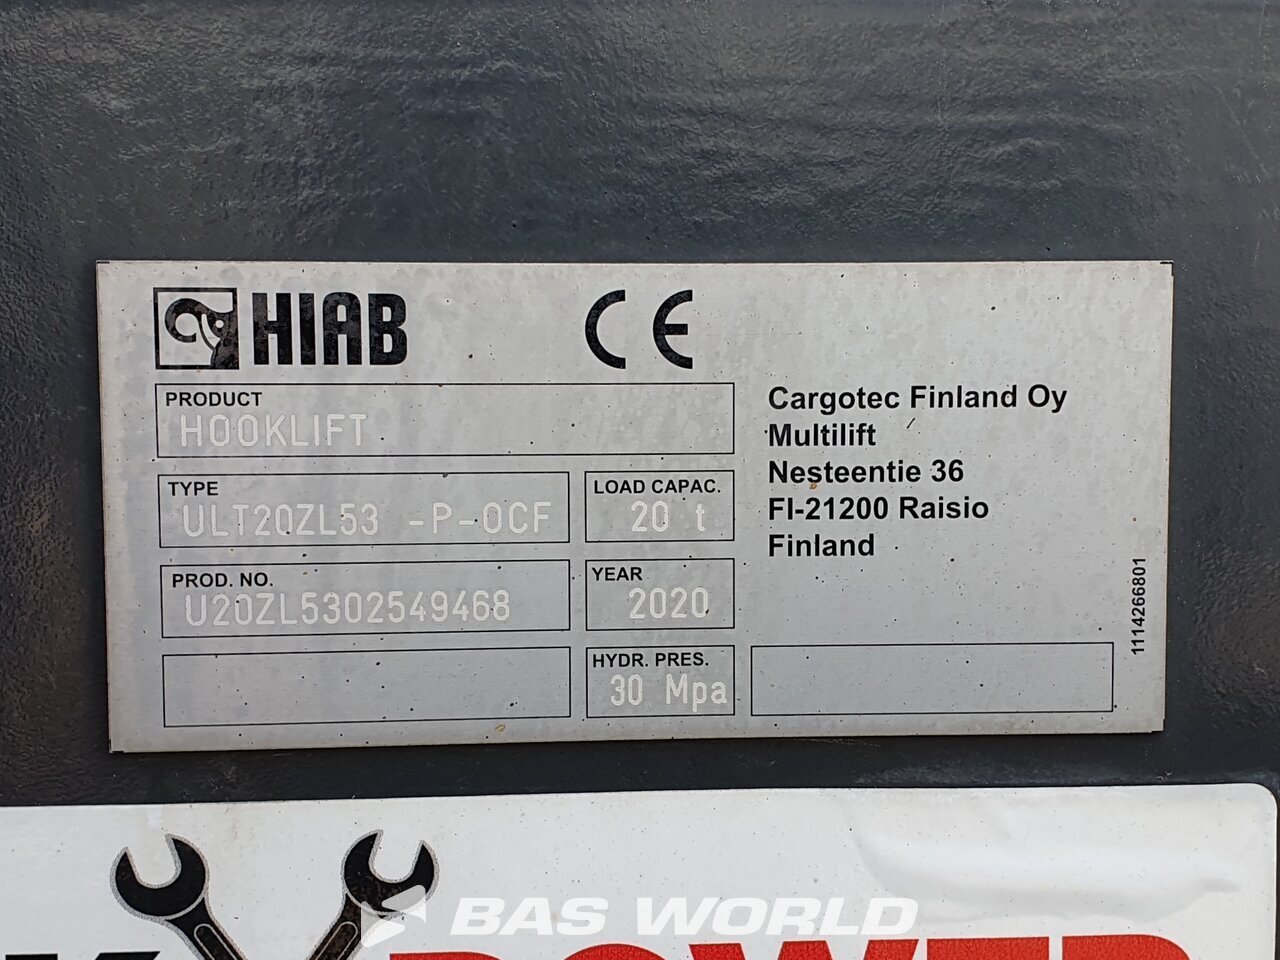 HIAB CE
PRODUCT
HOOKLIFT
TYPE
ULT20ZL53 -P-OCF
LOAD CAPAC.
20 t
PROD. NO.
U20ZL5302549468
YEAR
2020
HYDR. PRES.
30 Mpa
Cargotec Finland Oy
Multilift
Nesteentie 36
FI-21200 Raisio
Finland
1114266801
BAS WORLD
POWER